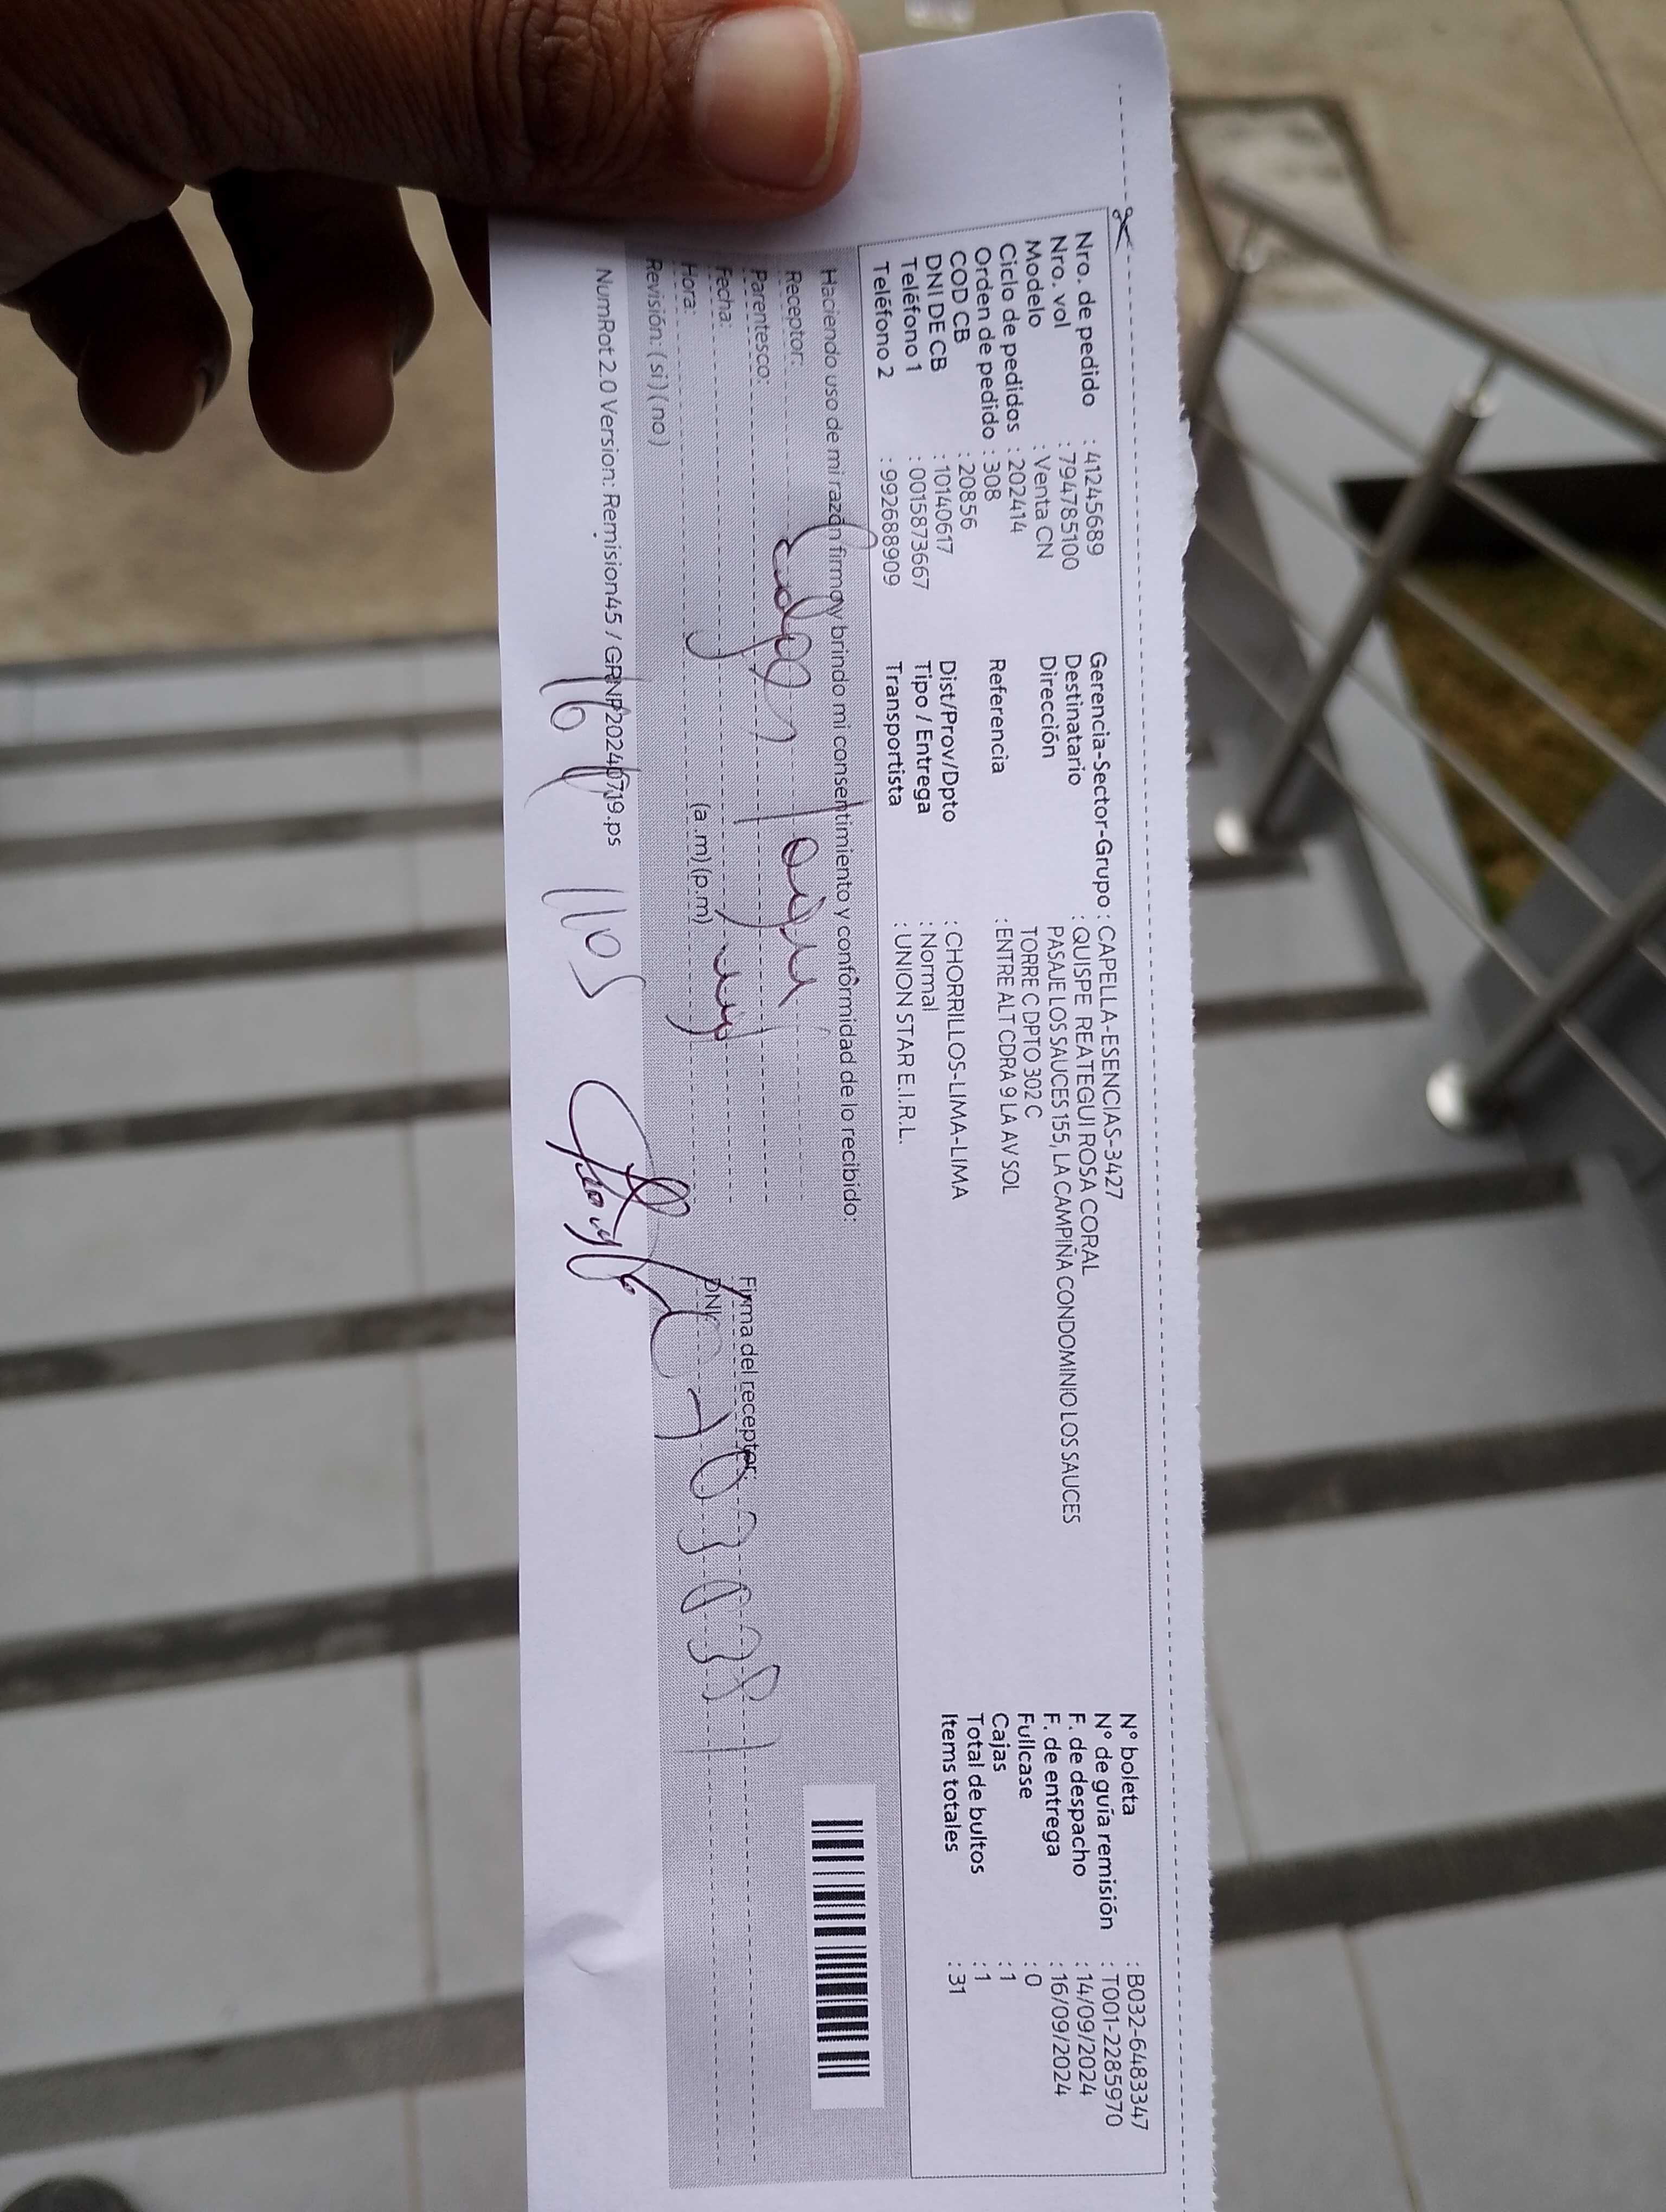 Nro. de pedido : 41245689
Nro. vol : 794785100
Modelo : Venta CN
Ciclo de pedidos : 202414
Orden de pedido : 308
COD CB : 20856
DNI DE CB : 10140617
Teléfono 1 : 0015873667
Teléfono 2 : 992688909
Gerencia-Sector-Grupo : CAPELLA-ESENCIAS-3427
Destinatario : QUISPE REATEGUI ROSA CORAL
Dirección PASAJE LOS SAUCES 155, LA CAMPIÑA CONDOMINIO LOS SAUCES
TORRE C DPTO 302 C
Referencia : ENTRE ALT CDRA 9 LA AV SOL
Dist/Prov/Dpto : CHORRILLOS-LIMA-LIMA
Tipo / Entrega : Normal
Transportista : UNION STAR E.I.R.L.
N° boleta : B032-6483347
N° de guía remisión : T001-2285970
F. de despacho : 14/09/2024
F. de entrega : 16/09/2024
Fullcase : 0
Cajas : 1
Total de bultos : 1
Items totales : 31
Haciendo uso de mi razón firmo y brindo mi consentimiento y conformidad de lo recibido:
Receptor:
Parentesco:
Fecha:
Hora: (a.m)(p.m)
Revisión: ( si ) ( no )
Firma del receptor:
DNI:
NumRot 2.0 Version: Remision45 / GRNP20240719.ps
16 1105